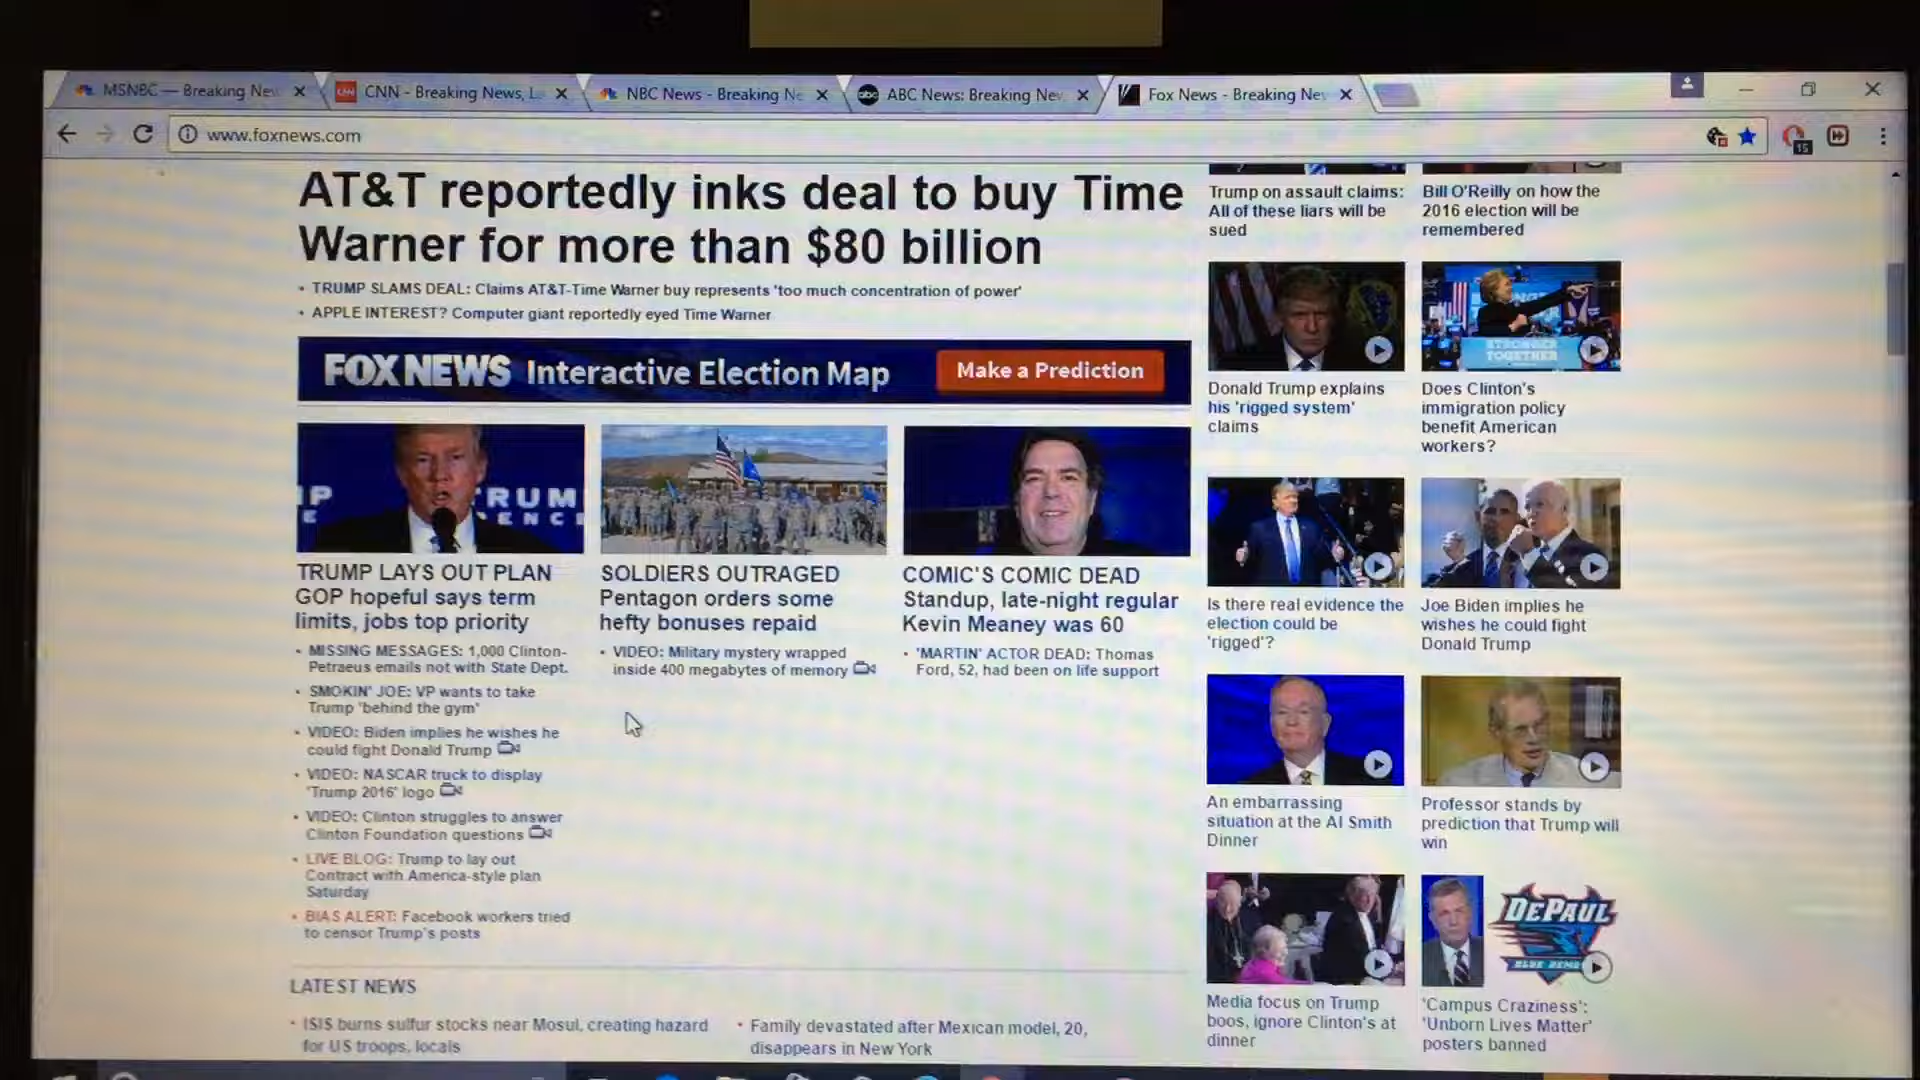 MSNBC — Breaking Nev
CNN - Breaking News, L
NBC News - Breaking Ne
ABC News: Breaking Nev
Fox News - Breaking Nev
www.foxnews.com
15
AT&T reportedly inks deal to buy Time
Warner for more than $80 billion
TRUMP SLAMS DEAL: Claims AT&T-Time Warner buy represents 'too much concentration of power'
APPLE INTEREST? Computer giant reportedly eyed Time Warner
FOX NEWS Interactive Election Map
Make a Prediction
TRUMP LAYS OUT PLAN
GOP hopeful says term
limits, jobs top priority
MISSING MESSAGES: 1,000 Clinton-
Petraeus emails not with State Dept.
SMOKIN' JOE: VP wants to take
Trump 'behind the gym'
VIDEO: Biden implies he wishes he
could fight Donald Trump
VIDEO: NASCAR truck to display
'Trump 2016' logo
VIDEO: Clinton struggles to answer
Clinton Foundation questions
LIVE BLOG: Trump to lay out
Contract with America-style plan
Saturday
BIAS ALERT: Facebook workers tried
to censor Trump's posts
SOLDIERS OUTRAGED
Pentagon orders some
hefty bonuses repaid
VIDEO: Military mystery wrapped
inside 400 megabytes of memory
COMIC'S COMIC DEAD
Standup, late-night regular
Kevin Meaney was 60
'MARTIN' ACTOR DEAD: Thomas
Ford, 52, had been on life support
LATEST NEWS
ISIS burns sulfur stocks near Mosul, creating hazard
for US troops, locals
Family devastated after Mexican model, 20,
disappears in New York
Trump on assault claims:
All of these liars will be
sued
Bill O'Reilly on how the
2016 election will be
remembered
STRONGER
TOGETHER
Donald Trump explains
his 'rigged system'
claims
Does Clinton's
immigration policy
benefit American
workers?
Is there real evidence the
election could be
'rigged'?
Joe Biden implies he
wishes he could fight
Donald Trump
An embarrassing
situation at the Al Smith
Dinner
Professor stands by
prediction that Trump will
win
DEPAUL
BLUE DEMO
Media focus on Trump
boos, ignore Clinton's at
dinner
'Campus Craziness':
'Unborn Lives Matter'
posters banned